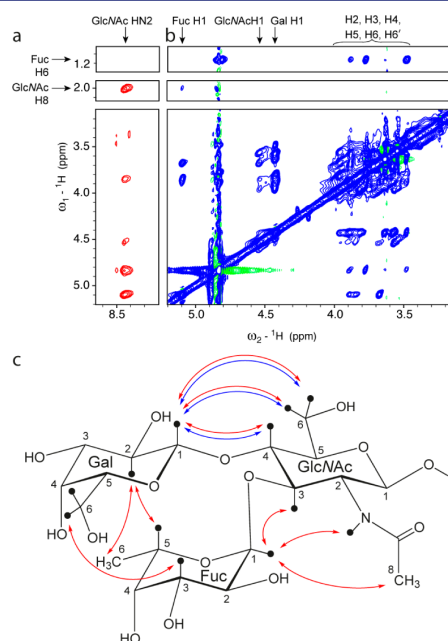 a
GlcNAc HN2
b
Fuc H1
GlcNAcH1
Gal H1
H2, H3, H4,
H5, H6, H6′
Fuc
H6
1.2
GlcNAc
H8
2.0
3.5
4.0
4.5
5.0
ω1 - 1H (ppm)
8.5
5.0
4.5
4.0
3.5
ω2 - 1H (ppm)
c
OH
6
OH
3
2
1
O
4
5
HO
Gal
GlcNAc
O
O
4
5
O
3
2
1
6
O
N
O
HO
OH
H3C
6
5
O
1
8
CH3
Fuc
4
3
2
OH
HO
OH